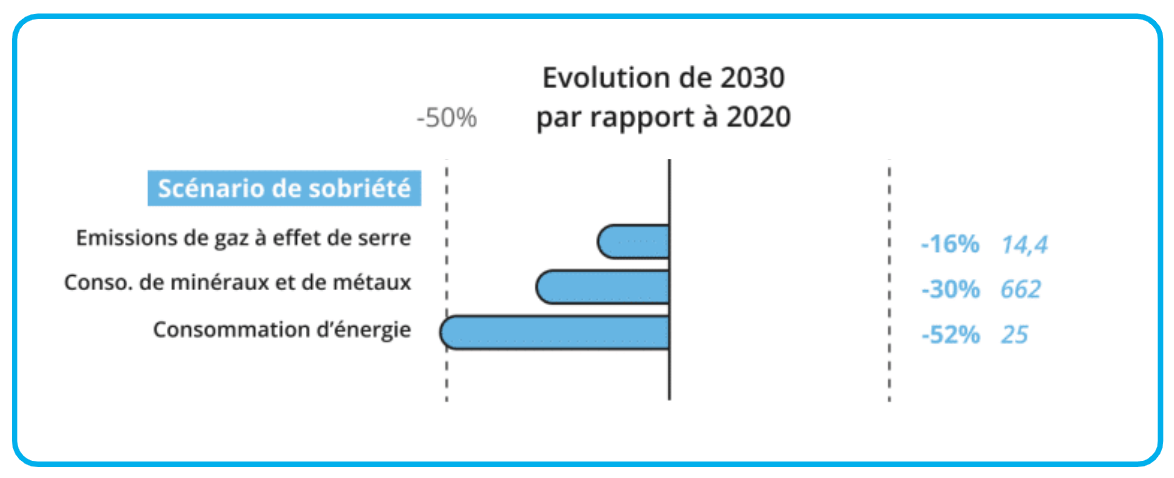 Evolution de 2030
par rapport à 2020
-50%
Scénario de sobriété
Emissions de gaz à effet de serre -16% 14,4
Conso. de minéraux et de métaux -30% 662
Consommation d’énergie -52% 25